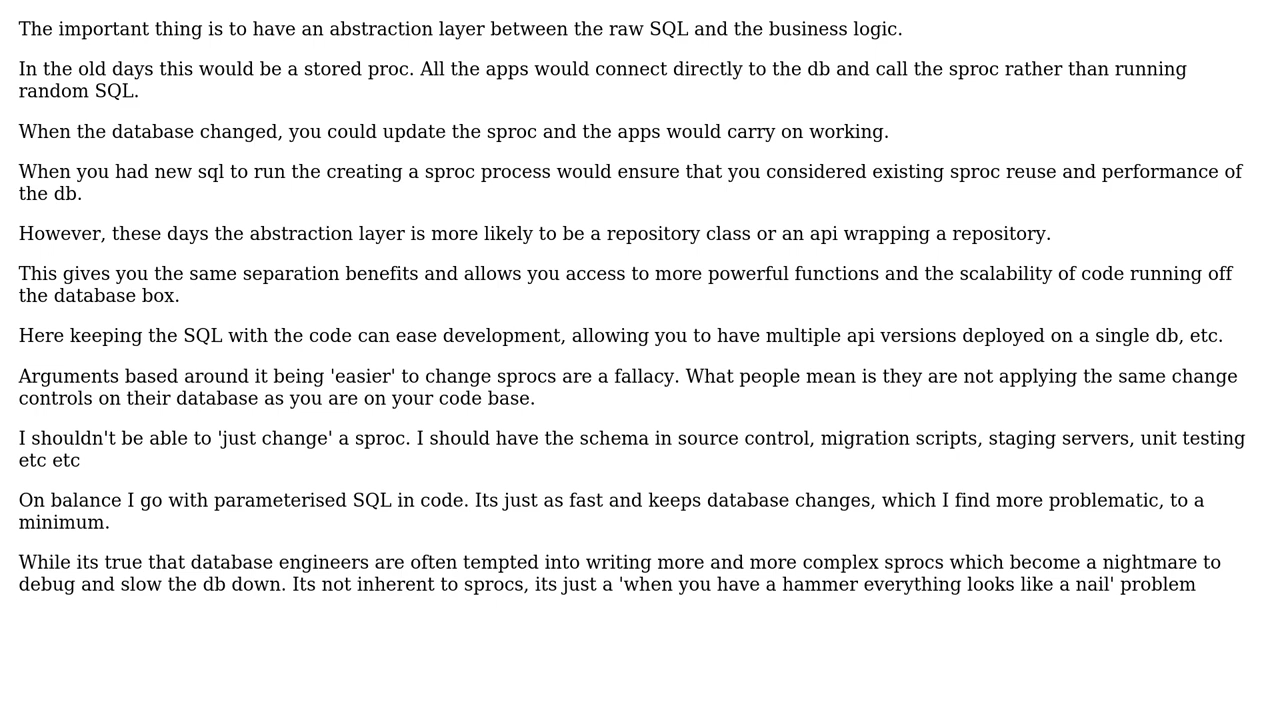 The important thing is to have an abstraction layer between the raw SQL and the business logic.
In the old days this would be a stored proc. All the apps would connect directly to the db and call the sproc rather than running
random SQL.
When the database changed, you could update the sproc and the apps would carry on working.
When you had new sql to run the creating a sproc process would ensure that you considered existing sproc reuse and performance of
the db.
However, these days the abstraction layer is more likely to be a repository class or an api wrapping a repository.
This gives you the same separation benefits and allows you access to more powerful functions and the scalability of code running off
the database box.
Here keeping the SQL with the code can ease development, allowing you to have multiple api versions deployed on a single db, etc.
Arguments based around it being 'easier' to change sprocs are a fallacy. What people mean is they are not applying the same change
controls on their database as you are on your code base.
I shouldn't be able to 'just change' a sproc. I should have the schema in source control, migration scripts, staging servers, unit testing
etc etc
On balance I go with parameterised SQL in code. Its just as fast and keeps database changes, which I find more problematic, to a
minimum.
While its true that database engineers are often tempted into writing more and more complex sprocs which become a nightmare to
debug and slow the db down. Its not inherent to sprocs, its just a 'when you have a hammer everything looks like a nail' problem